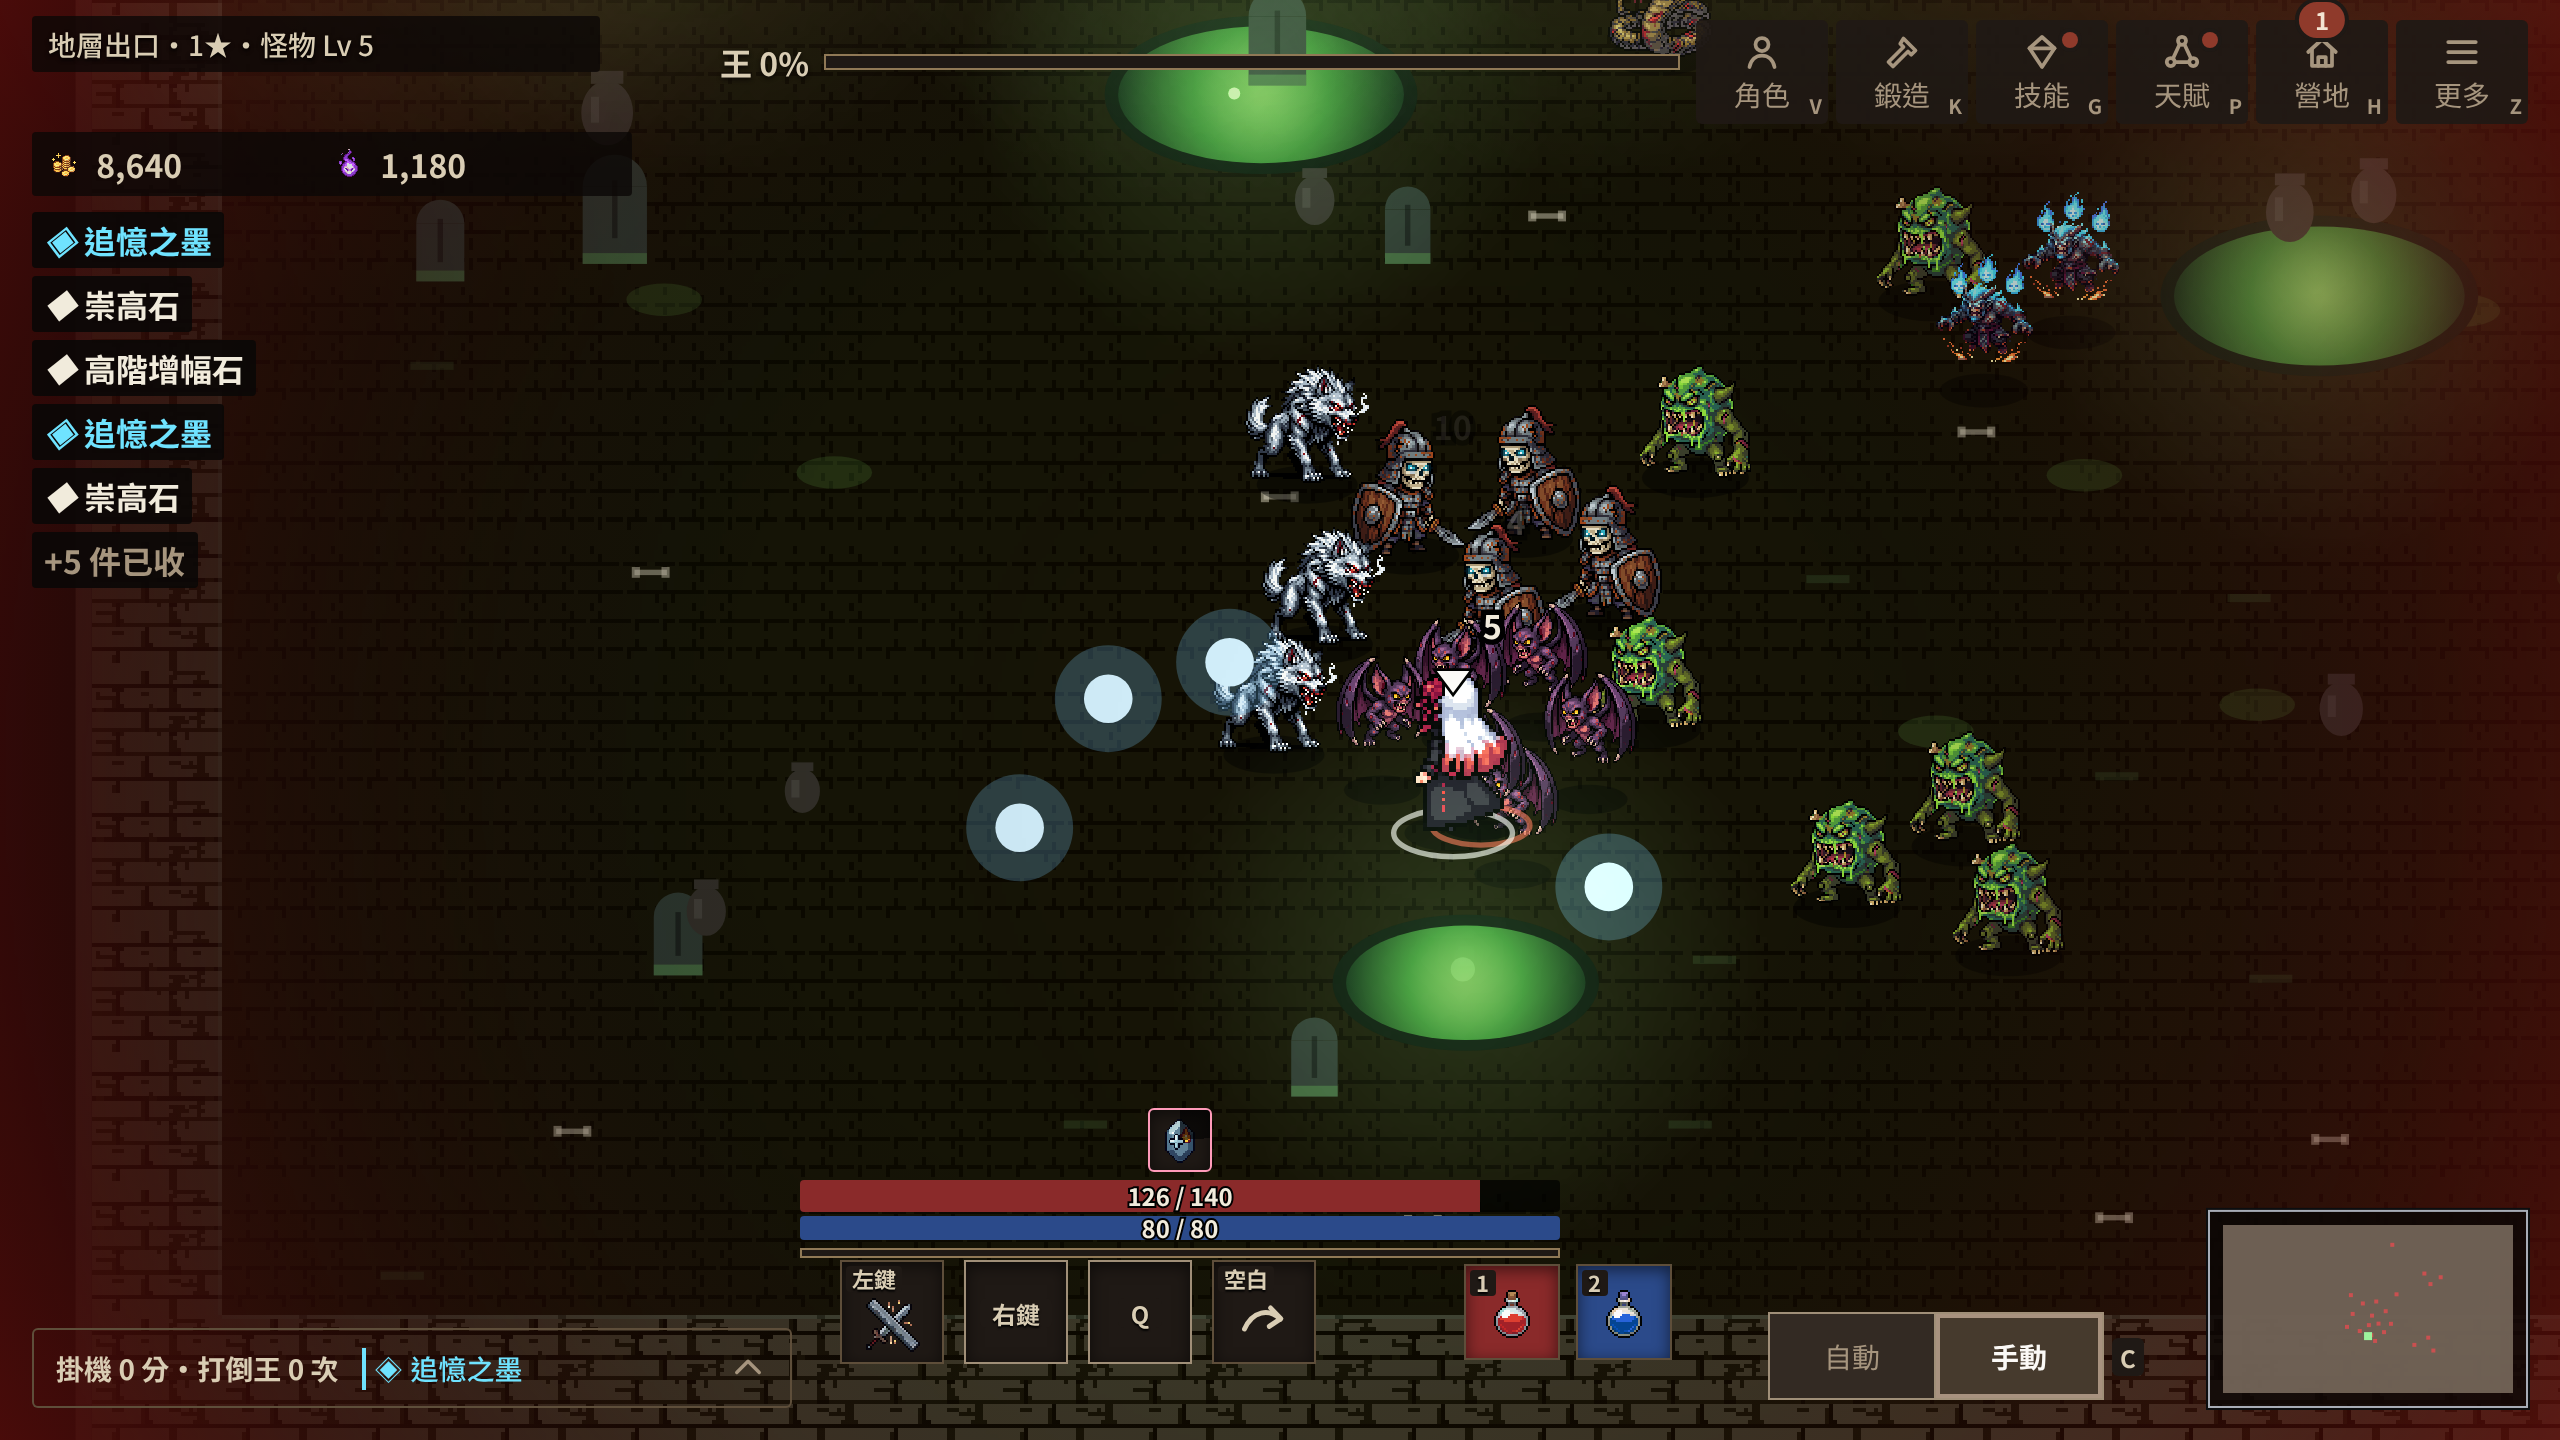 地層出口・1★・怪物 Lv 5
王 0%
1
角色 V
鍛造 K
技能 G
天賦 P
營地 H
更多 Z
8,640
1,180
追憶之墨
崇高石
高階增幅石
追憶之墨
崇高石
+5 件已收
10
4
5
126 / 140
80 / 80
左鍵
右鍵
Q
空白
1
2
掛機 0 分・打倒王 0 次
追憶之墨
自動
手動
C